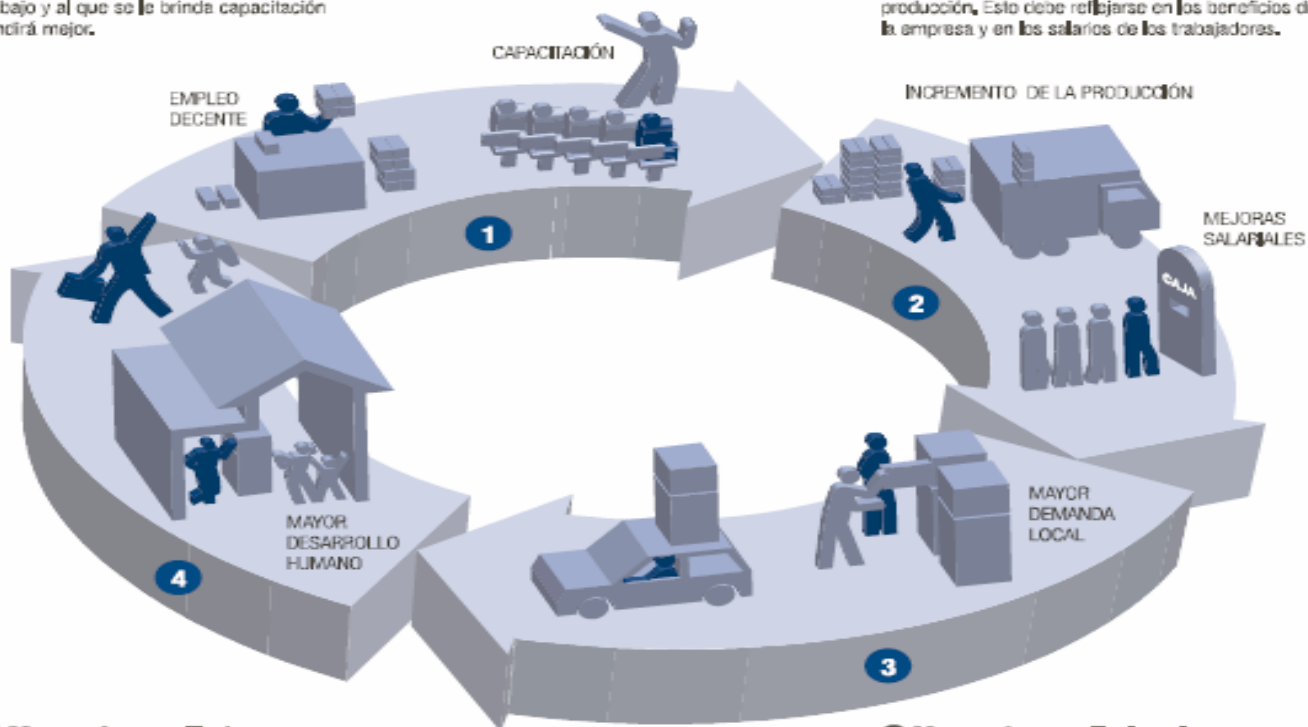 y al que se le brinda capacitación
mejor.
producción. Esto debe reflejarse en los beneficios
la empresa y en los salarios de los trabajadores.
CAPACITACIÓN
EMPLEO
DECENTE
INCREMENTO DE LA PRODUCCIÓN
MEJORAS
SALARIALES
CAJA
1
2
MAYOR
DEMANDA
LOCAL
MAYOR
DESARROLLO
HUMANO
4
3